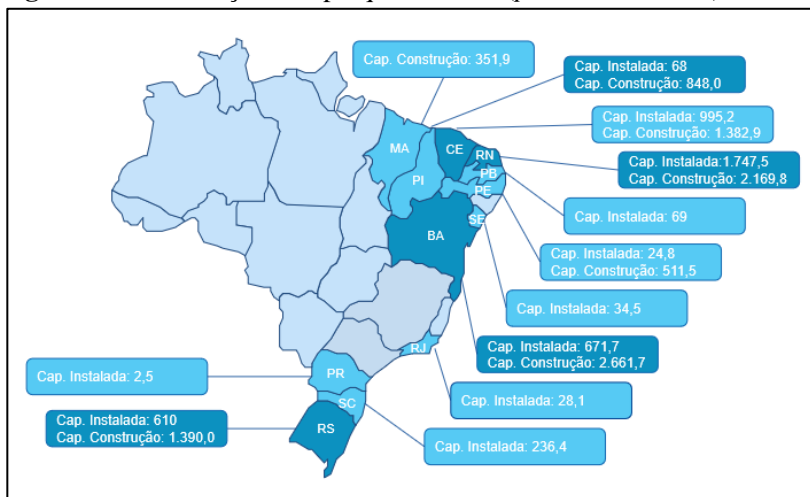 Cap. Construção: 351,9
Cap. Instalada: 68
Cap. Construção: 848,0
Cap. Instalada: 995,2
Cap. Construção: 1.382,9
Cap. Instalada:1.747,5
Cap. Construção: 2.169,8
Cap. Instalada: 69
Cap. Instalada: 24,8
Cap. Construção: 511,5
Cap. Instalada: 34,5
Cap. Instalada: 671,7
Cap. Construção: 2.661,7
Cap. Instalada: 28,1
Cap. Instalada: 236,4
Cap. Instalada: 2,5
Cap. Instalada: 610
Cap. Construção: 1.390,0
MA
CE
RN
PB
PI
PE
SE
BA
RJ
PR
SC
RS